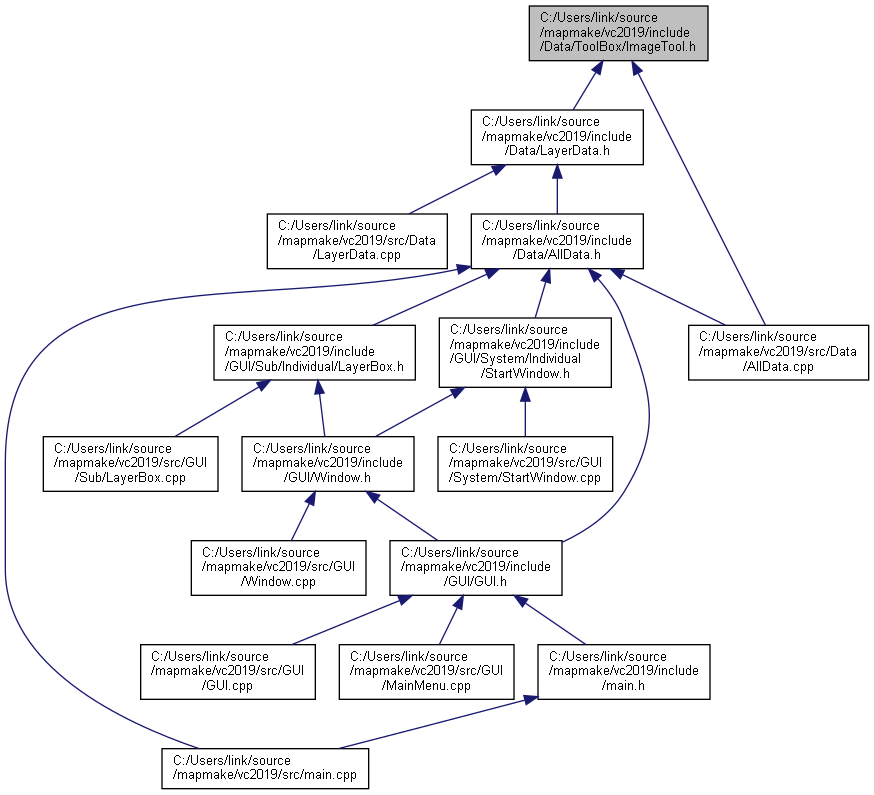 C:/Users/link/source
/mapmake/vc2019/include
/Data/ToolBox/ImageTool.h
C:/Users/link/source
/mapmake/vc2019/include
/Data/LayerData.h
C:/Users/link/source
/mapmake/vc2019/src/Data
/LayerData.cpp
C:/Users/link/source
/mapmake/vc2019/include
/Data/AllData.h
C:/Users/link/source
/mapmake/vc2019/include
/GUI/Sub/Individual/LayerBox.h
C:/Users/link/source
/mapmake/vc2019/include
/GUI/System/Individual
/StartWindow.h
C:/Users/link/source
/mapmake/vc2019/src/Data
/AllData.cpp
C:/Users/link/source
/mapmake/vc2019/src/GUI
/Sub/LayerBox.cpp
C:/Users/link/source
/mapmake/vc2019/include
/GUI/Window.h
C:/Users/link/source
/mapmake/vc2019/src/GUI
/System/StartWindow.cpp
C:/Users/link/source
/mapmake/vc2019/src/GUI
/Window.cpp
C:/Users/link/source
/mapmake/vc2019/include
/GUI/GUI.h
C:/Users/link/source
/mapmake/vc2019/src/GUI
/GUI.cpp
C:/Users/link/source
/mapmake/vc2019/src/GUI
/MainMenu.cpp
C:/Users/link/source
/mapmake/vc2019/include
/main.h
C:/Users/link/source
/mapmake/vc2019/src/main.cpp